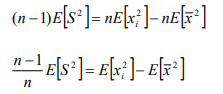 (n-1)E[S²] = nE[xᵢ²] - nE[x̄²]
n-1/n E[S²] = E[xᵢ²] - E[x̄²]